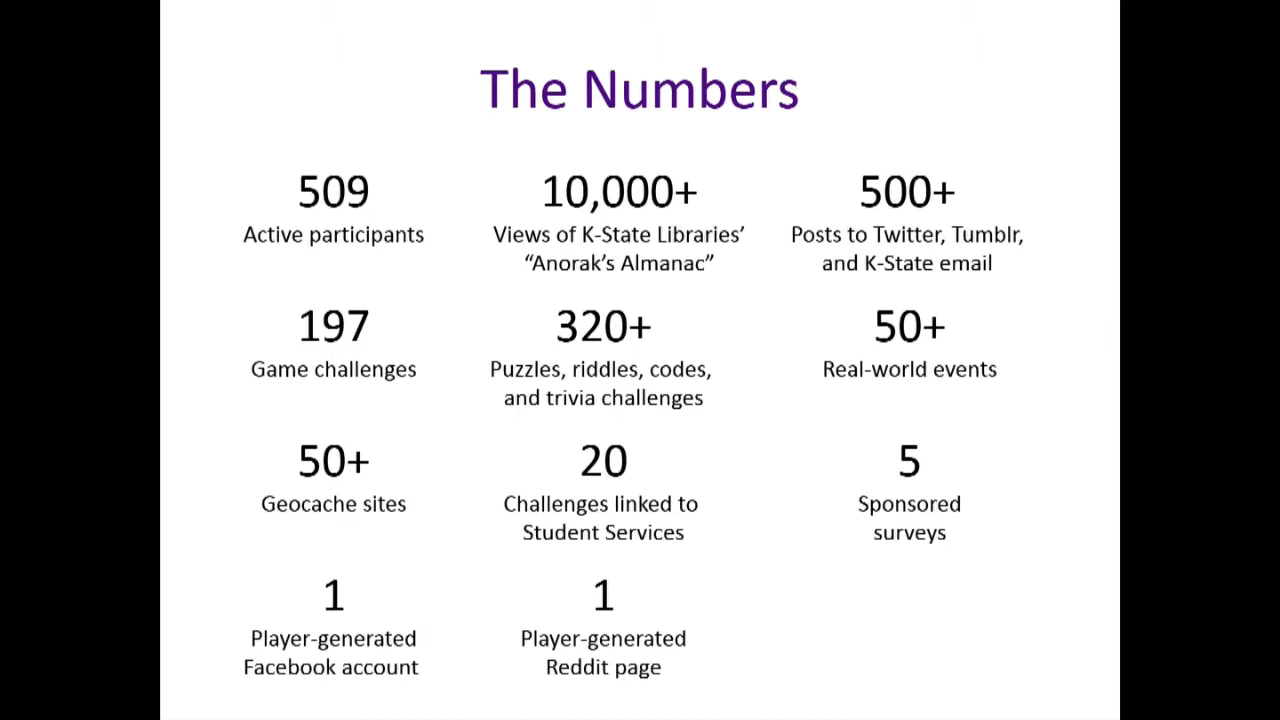 The Numbers
509
Active participants
10,000+
Views of K-State Libraries’
“Anorak’s Almanac”
500+
Posts to Twitter, Tumblr,
and K-State email
197
Game challenges
320+
Puzzles, riddles, codes,
and trivia challenges
50+
Real-world events
50+
Geocache sites
20
Challenges linked to
Student Services
5
Sponsored
surveys
1
Player-generated
Facebook account
1
Player-generated
Reddit page